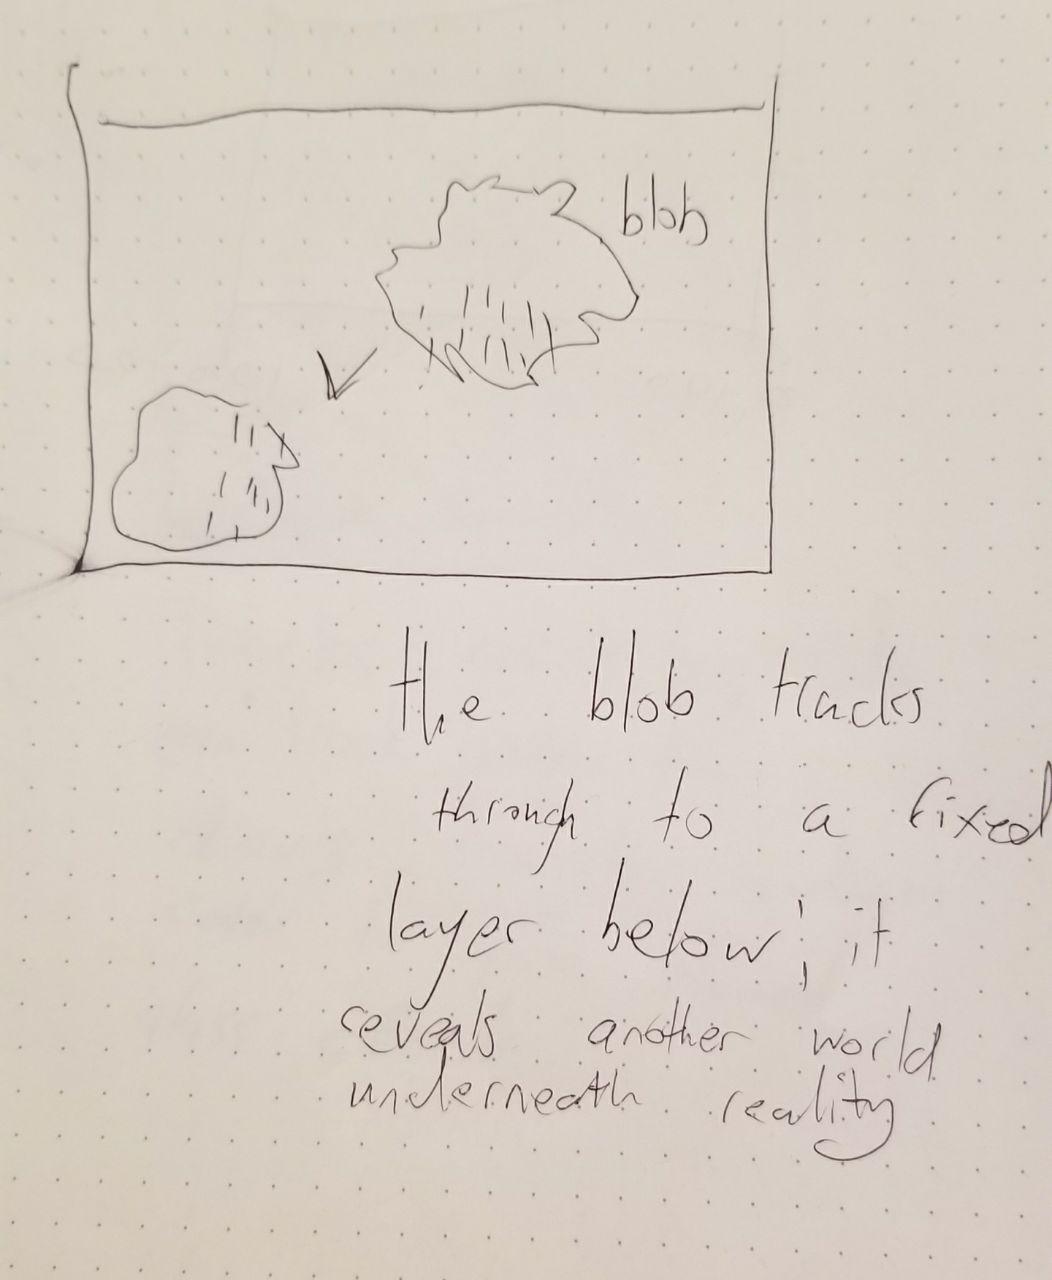 blob
the blob tracks
through to a fixed
layer below; it
reveals another world
underneath reality